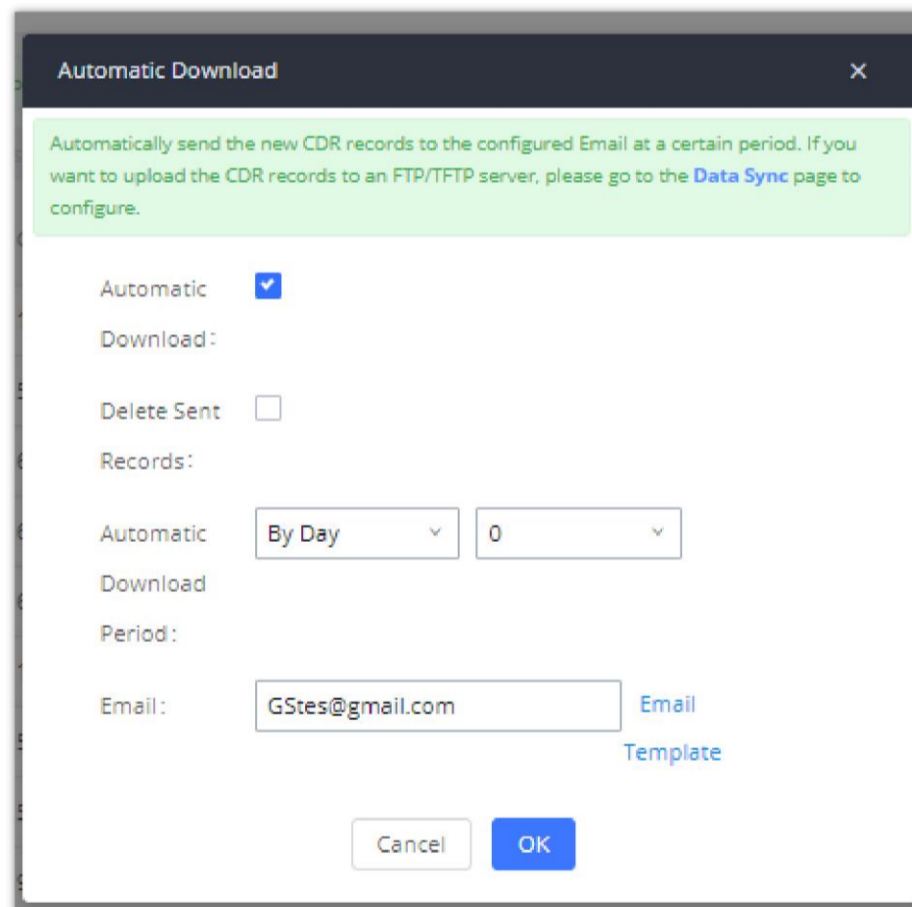 Automatic Download
Automatically send the new CDR records to the configured Email at a certain period. If you
want to upload the CDR records to an FTP/TFTP server, please go to the Data Sync page to
configure.
Automatic
Download:
Delete Sent
Records:
Automatic By Day 0
Download
Period:
Email: GStes@gmail.com Email
Template
Cancel OK